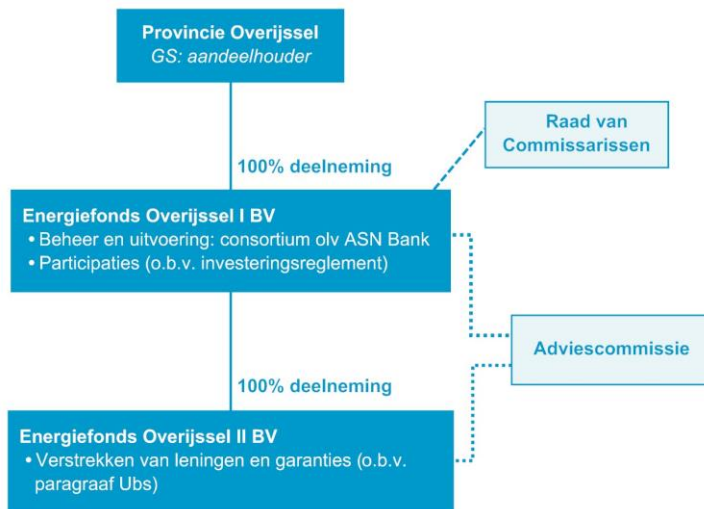 Provincie Overijssel
GS: aandeelhouder
Raad van
Commissarissen
100% deelneming
Energiefonds Overijssel I BV
• Beheer en uitvoering: consortium olv ASN Bank
• Participaties (o.b.v. investeringsreglement)
Adviescommissie
100% deelneming
Energiefonds Overijssel II BV
• Verstrekken van leningen en garanties (o.b.v.
paragraaf Ubs)